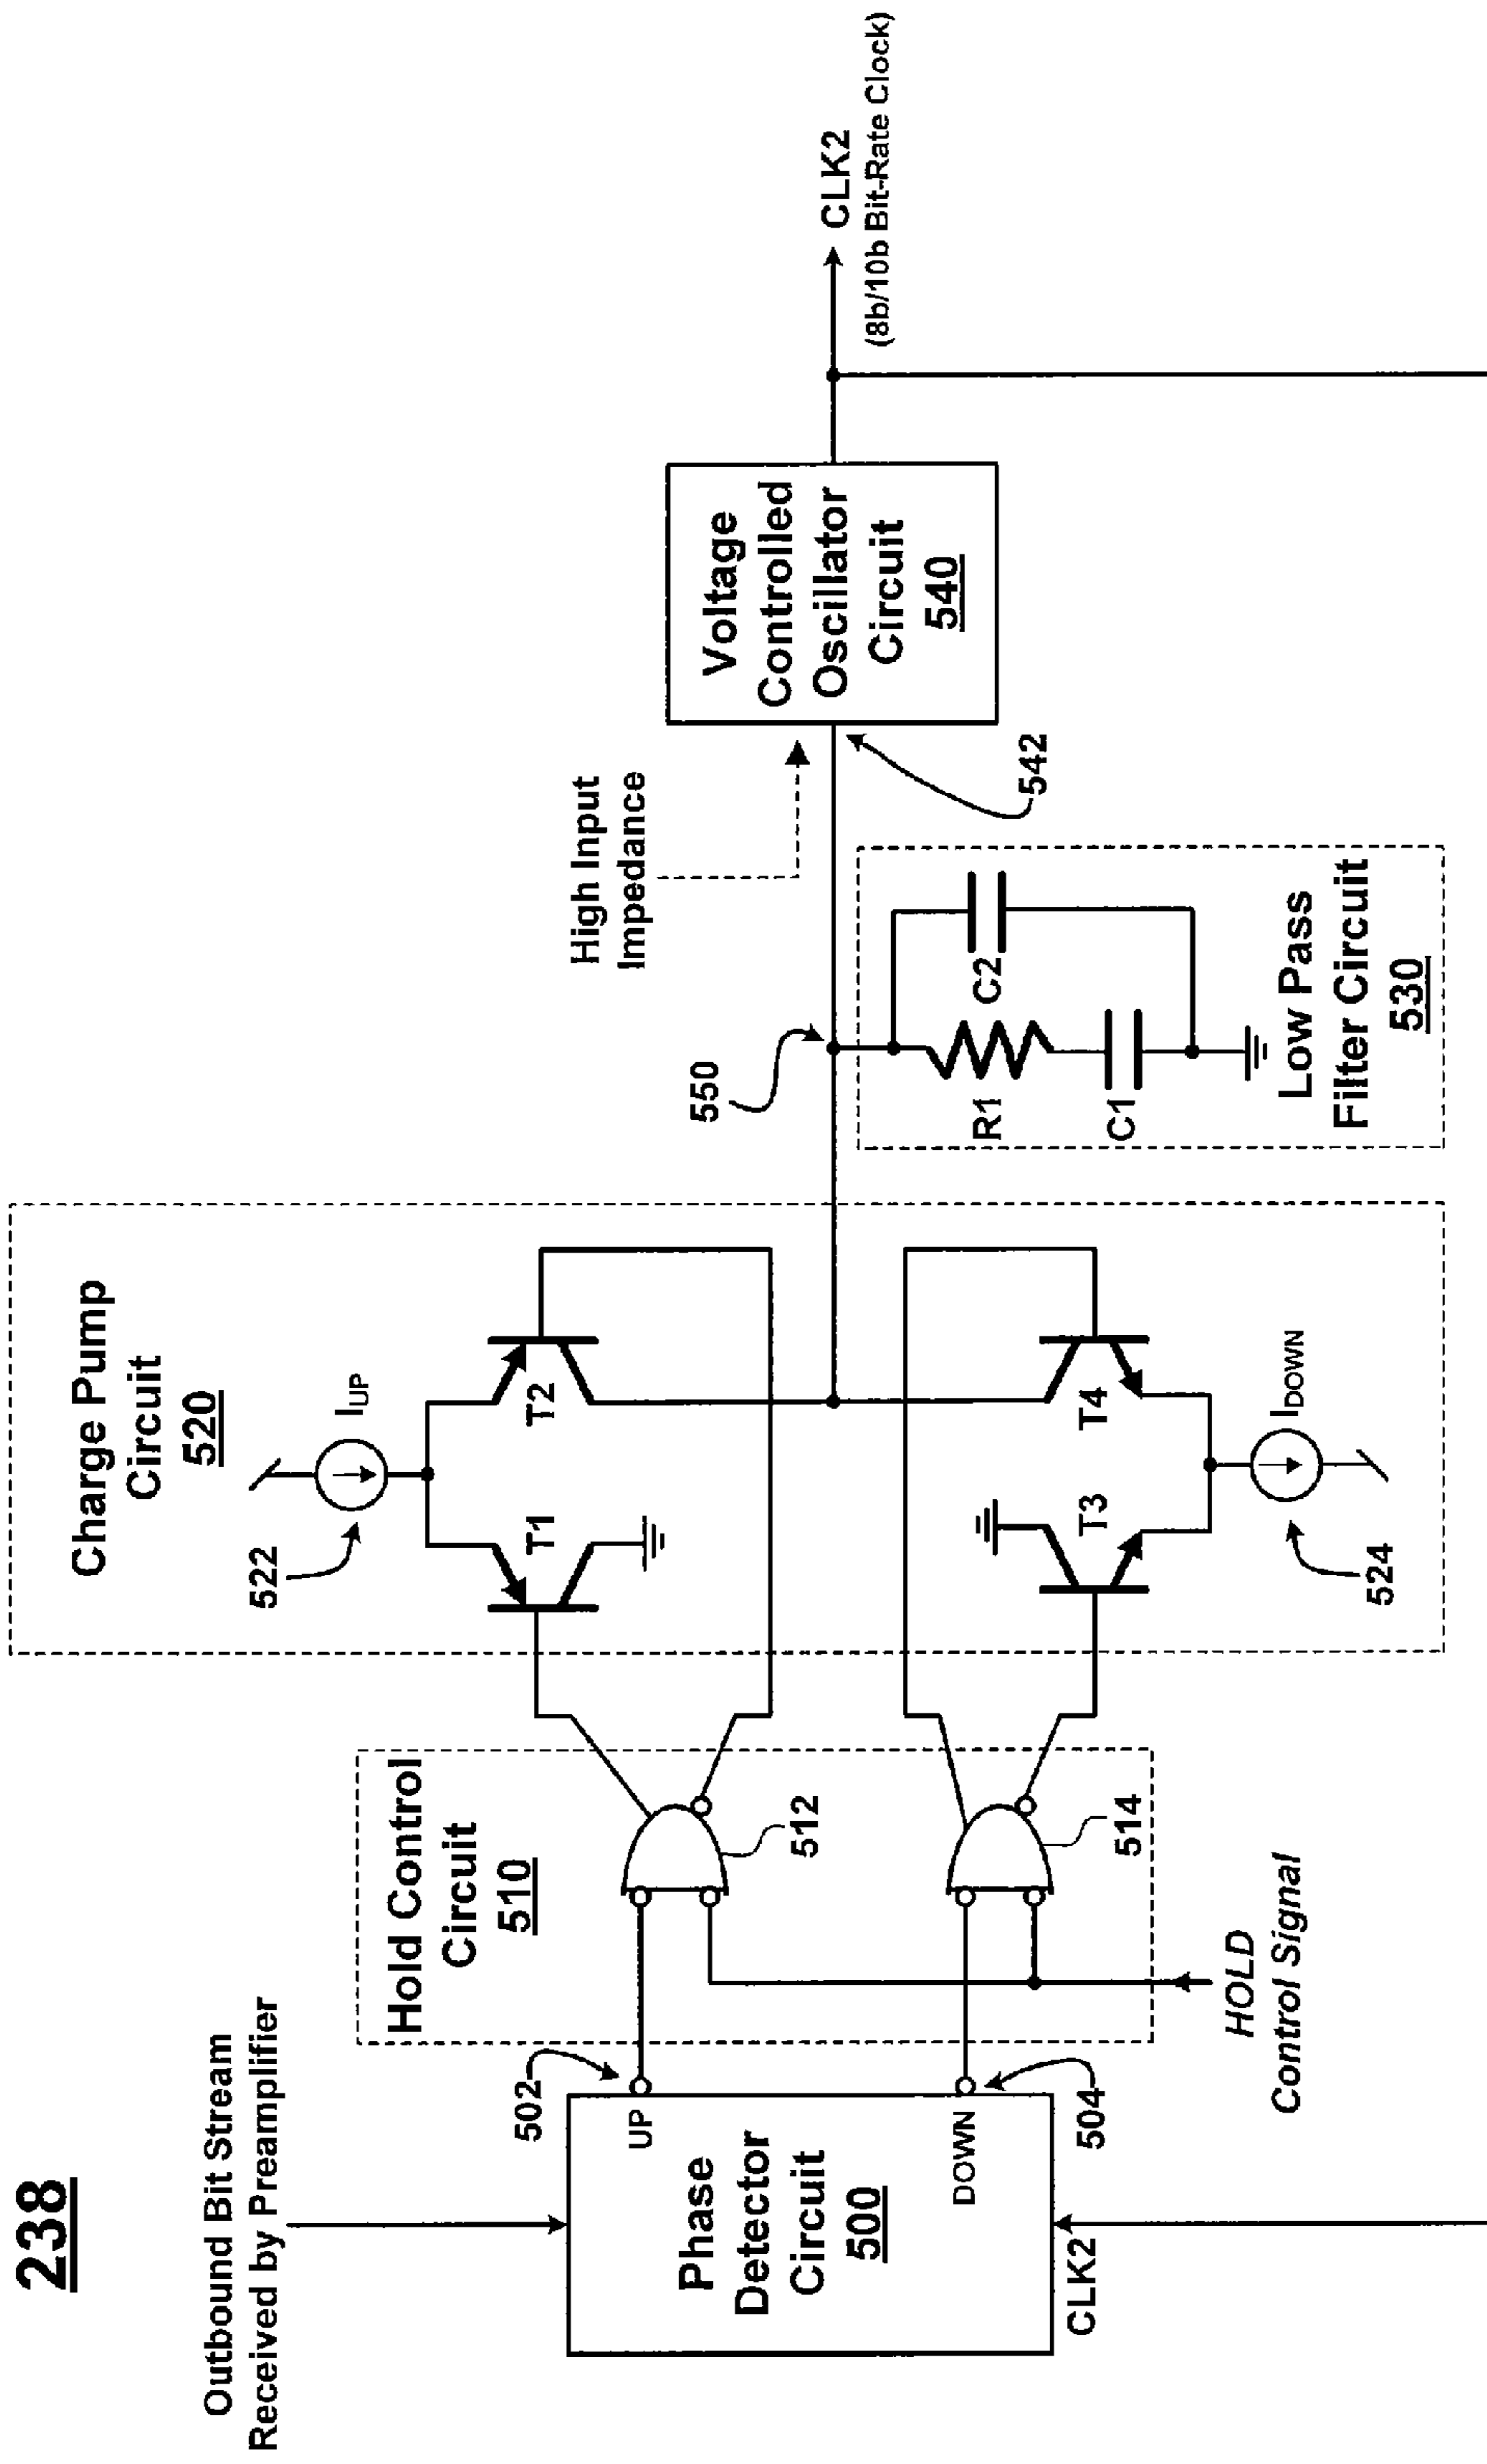 238
Outbound Bit Stream
Received by Preamplifier
Phase
Detector
Circuit
500
UP
DOWN
CLK2
502
504
Hold Control
Circuit
510
512
514
HOLD
Control Signal
Charge Pump
Circuit
520
522
I_UP
T1
T2
T3
T4
524
I_DOWN
550
R1
C2
C1
Low Pass
Filter Circuit
530
High Input
Impedance
542
Voltage
Controlled
Oscillator
Circuit
540
CLK2
(8b/10b Bit-Rate Clock)